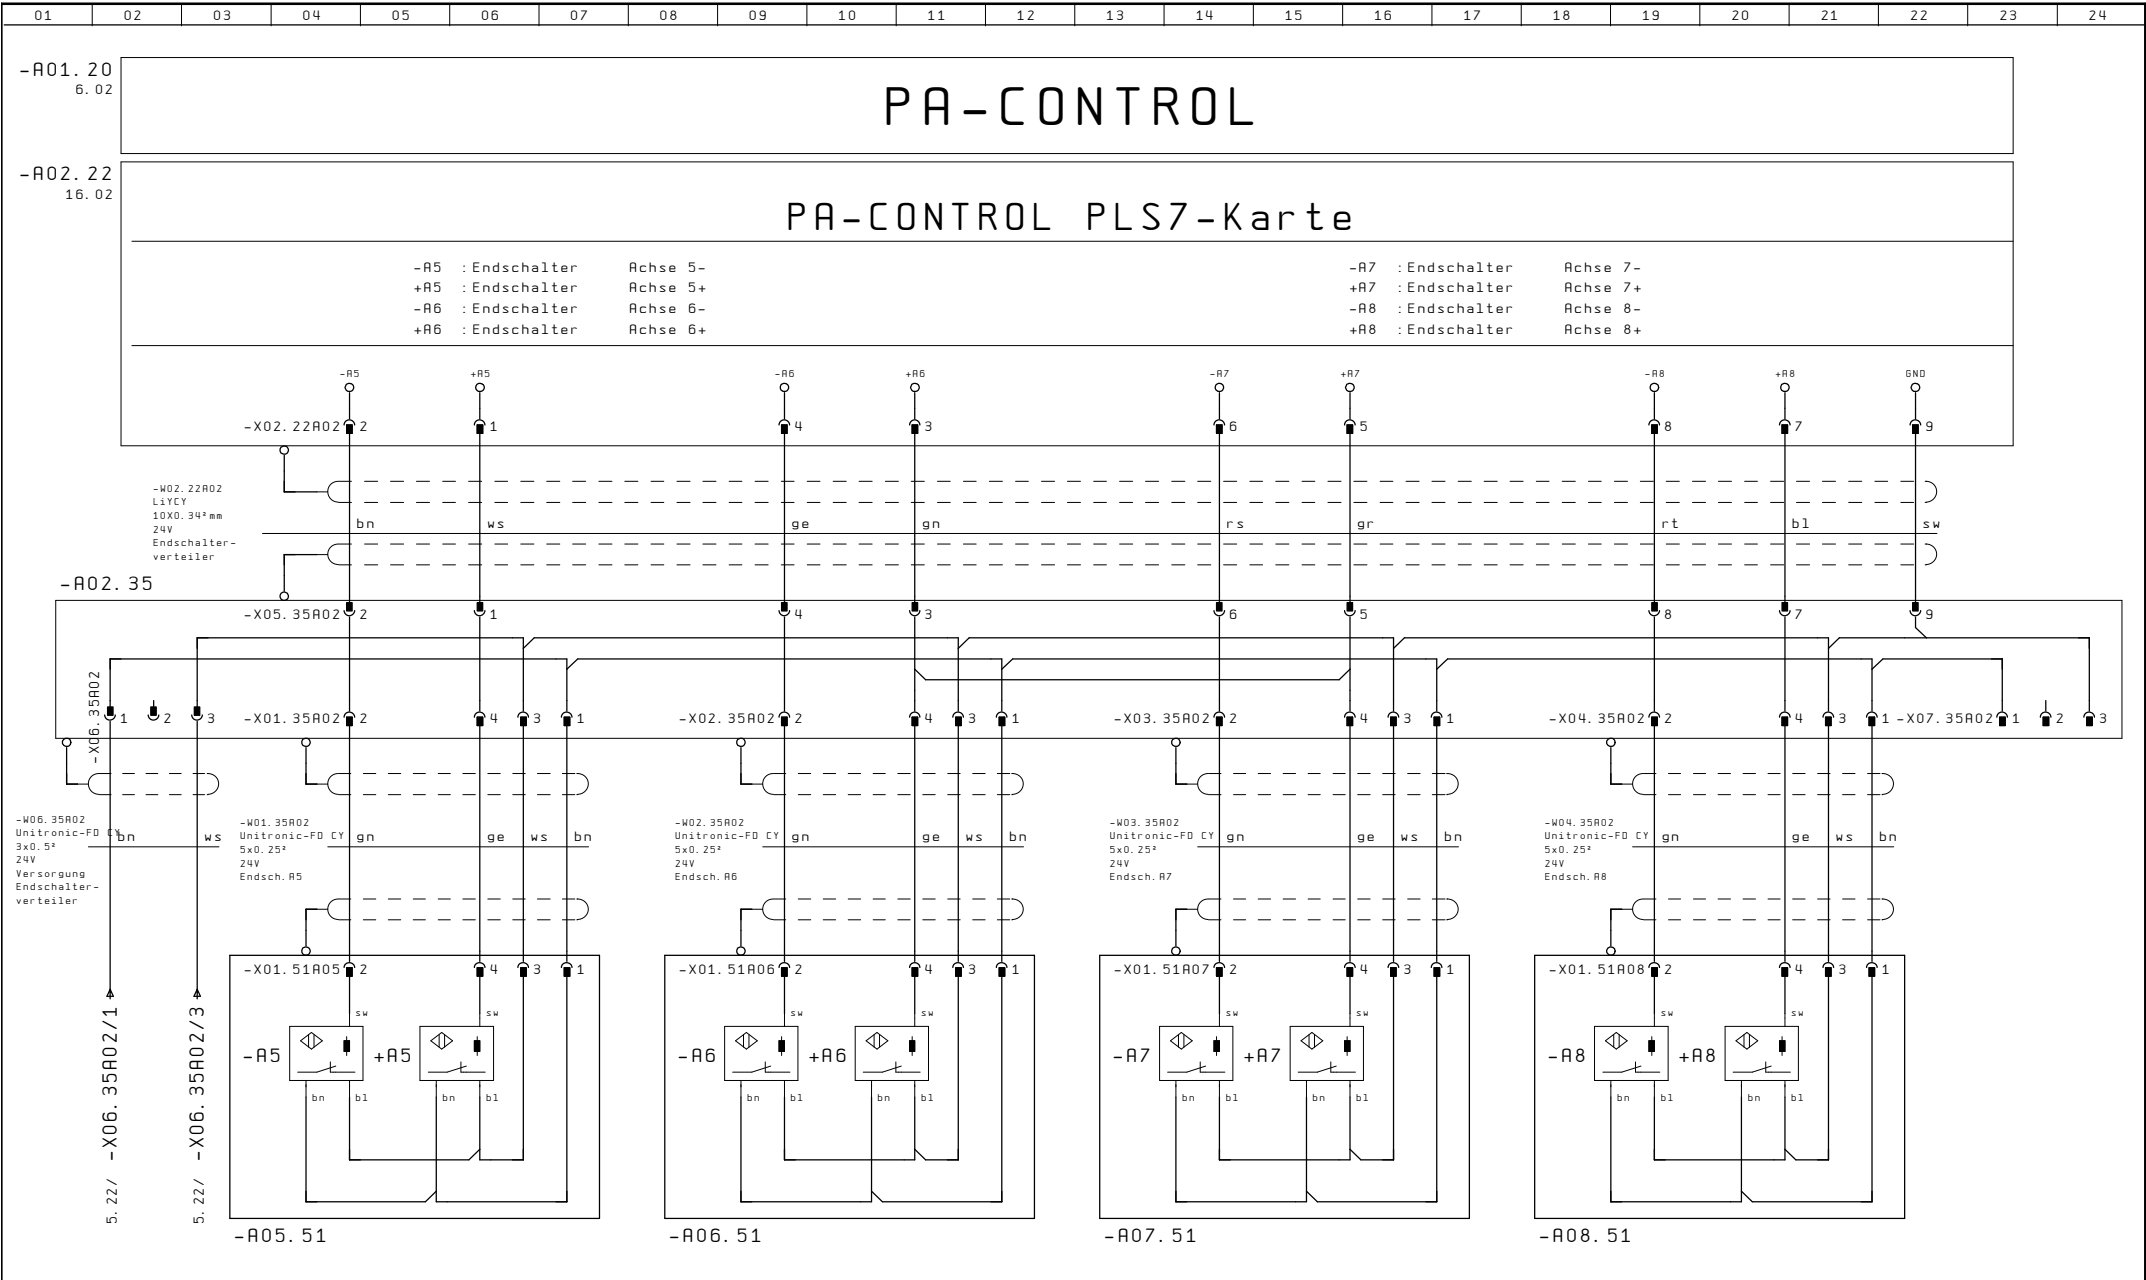 01 02 03 04 05 06 07 08 09 10 11 12 13 14 15 16 17 18 19 20 21 22 23 24
-A01.20
6.02
PA-CONTROL
-A02.22
16.02
PA-CONTROL PLS7-Karte
-A5 :Endschalter Achse 5-
+A5 :Endschalter Achse 5+
-A6 :Endschalter Achse 6-
+A6 :Endschalter Achse 6+
-A7 :Endschalter Achse 7-
+A7 :Endschalter Achse 7+
-A8 :Endschalter Achse 8-
+A8 :Endschalter Achse 8+
-A5 +A5 -A6 +A6 -A7 +A7 -A8 +A8 GND
-X02.22A02 2 1 4 3 6 5 8 7 9
-W02.22A02
LiYCY
10X0.34²mm
24V
Endschalter-
verteiler
bn ws ge gn rs gr rt bl sw
-A02.35
-X05.35A02 2 1 4 3 6 5 8 7 9
-X06.35A02
1 2 3 -X01.35A02 2 4 3 1 -X02.35A02 2 4 3 1 -X03.35A02 2 4 3 1 -X04.35A02 2 4 3 1 -X07.35A02 1 2 3
-W06.35A02
Unitronic-FD CY
3x0.5²
24V
Versorgung
Endschalter-
verteiler
bn ws
-W01.35A02
Unitronic-FD CY
5x0.25²
24V
Endsch.A5
gn ge ws bn
-W02.35A02
Unitronic-FD CY
5x0.25²
24V
Endsch.A6
gn ge ws bn
-W03.35A02
Unitronic-FD CY
5x0.25²
24V
Endsch.A7
gn ge ws bn
-W04.35A02
Unitronic-FD CY
5x0.25²
24V
Endsch.A8
gn ge ws bn
5.22/ -X06.35A02/1
5.22/ -X06.35A02/3
-X01.51A05 2 4 3 1
sw sw
-A5 +A5
bn bl bn bl
-A05.51
-X01.51A06 2 4 3 1
sw sw
-A6 +A6
bn bl bn bl
-A06.51
-X01.51A07 2 4 3 1
sw sw
-A7 +A7
bn bl bn bl
-A07.51
-X01.51A08 2 4 3 1
sw sw
-A8 +A8
bn bl bn bl
-A08.51